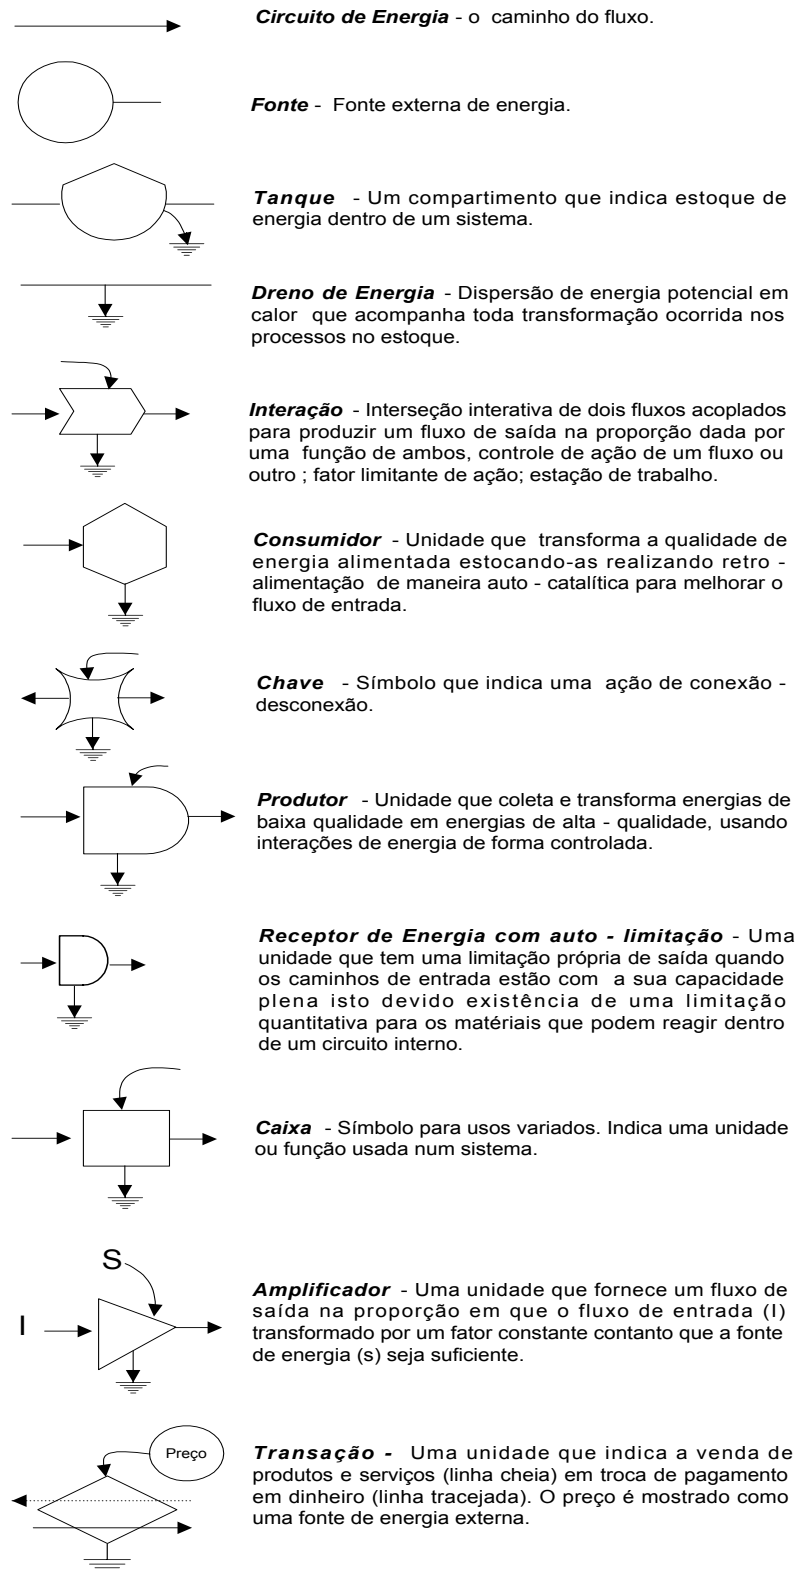 Circuito de Energia - o caminho do fluxo.
Fonte - Fonte externa de energia.
Tanque - Um compartimento que indica estoque de
energia dentro de um sistema.
Dreno de Energia - Dispersão de energia potencial em
calor que acompanha toda transformação ocorrida nos
processos no estoque.
Interação - Interseção interativa de dois fluxos acoplados
para produzir um fluxo de saída na proporção dada por
uma função de ambos, controle de ação de um fluxo ou
outro ; fator limitante de ação; estação de trabalho.
Consumidor - Unidade que transforma a qualidade de
energia alimentada estocando-as realizando retro -
alimentação de maneira auto - catalítica para melhorar o
fluxo de entrada.
Chave - Símbolo que indica uma ação de conexão -
desconexão.
Produtor - Unidade que coleta e transforma energias de
baixa qualidade em energias de alta - qualidade, usando
interações de energia de forma controlada.
Receptor de Energia com auto - limitação - Uma
unidade que tem uma limitação própria de saída quando
os caminhos de entrada estão com a sua capacidade
plena isto devido existência de uma limitação
quantitativa para os matériais que podem reagir dentro
de um circuito interno.
Caixa - Símbolo para usos variados. Indica uma unidade
ou função usada num sistema.
S
I
Amplificador - Uma unidade que fornece um fluxo de
saída na proporção em que o fluxo de entrada (I)
transformado por um fator constante contanto que a fonte
de energia (s) seja suficiente.
Preço
Transação - Uma unidade que indica a venda de
produtos e serviços (linha cheia) em troca de pagamento
em dinheiro (linha tracejada). O preço é mostrado como
uma fonte de energia externa.